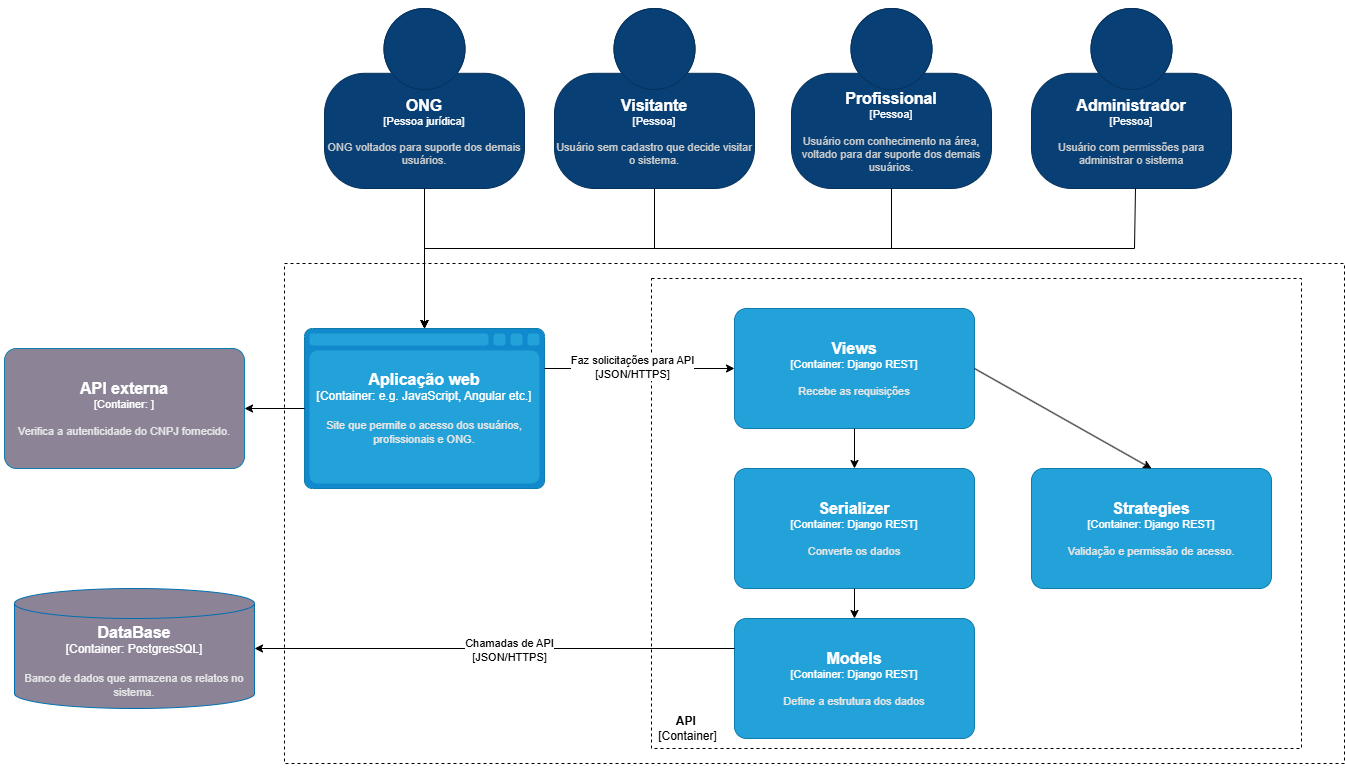 ONG
[Pessoa jurídica]
ONG voltados para suporte dos demais
usuários.
Visitante
[Pessoa]
Usuário sem cadastro que decide visitar
o sistema.
Profissional
[Pessoa]
Usuário com conhecimento na área,
voltado para dar suporte dos demais
usuários.
Administrador
[Pessoa]
Usuário com permissões para
administrar o sistema
API externa
[Container: ]
Verifica a autenticidade do CNPJ fornecido.
Aplicação web
[Container: e.g. JavaScript, Angular etc.]
Site que permite o acesso dos usuários,
profissionais e ONG.
Faz solicitações para API
[JSON/HTTPS]
Views
[Container: Django REST]
Recebe as requisições
Serializer
[Container: Django REST]
Converte os dados
Strategies
[Container: Django REST]
Validação e permissão de acesso.
DataBase
[Container: PostgresSQL]
Banco de dados que armazena os relatos no
sistema.
Chamadas de API
[JSON/HTTPS]
Models
[Container: Django REST]
Define a estrutura dos dados
API
[Container]